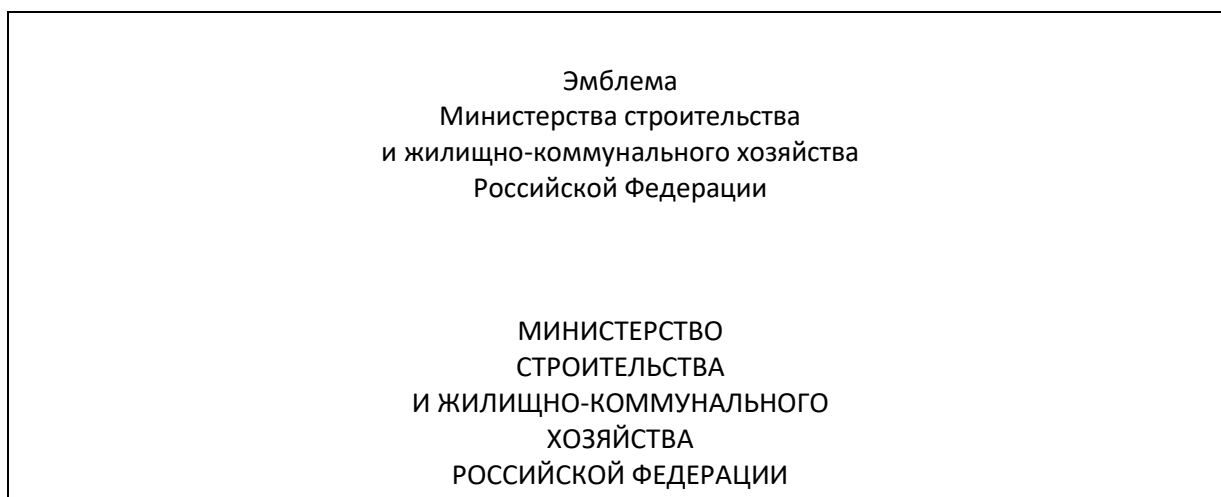 Эмблема
Министерства строительства
и жилищно-коммунального хозяйства
Российской Федерации
МИНИСТЕРСТВО
СТРОИТЕЛЬСТВА
И ЖИЛИЩНО-КОММУНАЛЬНОГО
ХОЗЯЙСТВА
РОССИЙСКОЙ ФЕДЕРАЦИИ